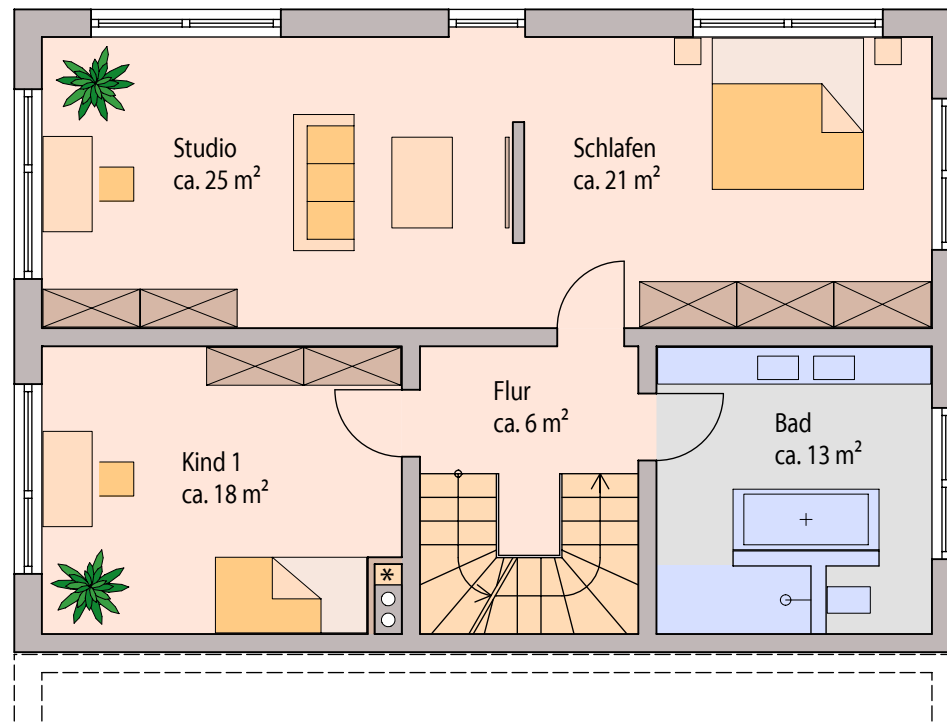 Studio
ca. 25 m²
Schlafen
ca. 21 m²
Flur
ca. 6 m²
Kind 1
ca. 18 m²
Bad
ca. 13 m²
*